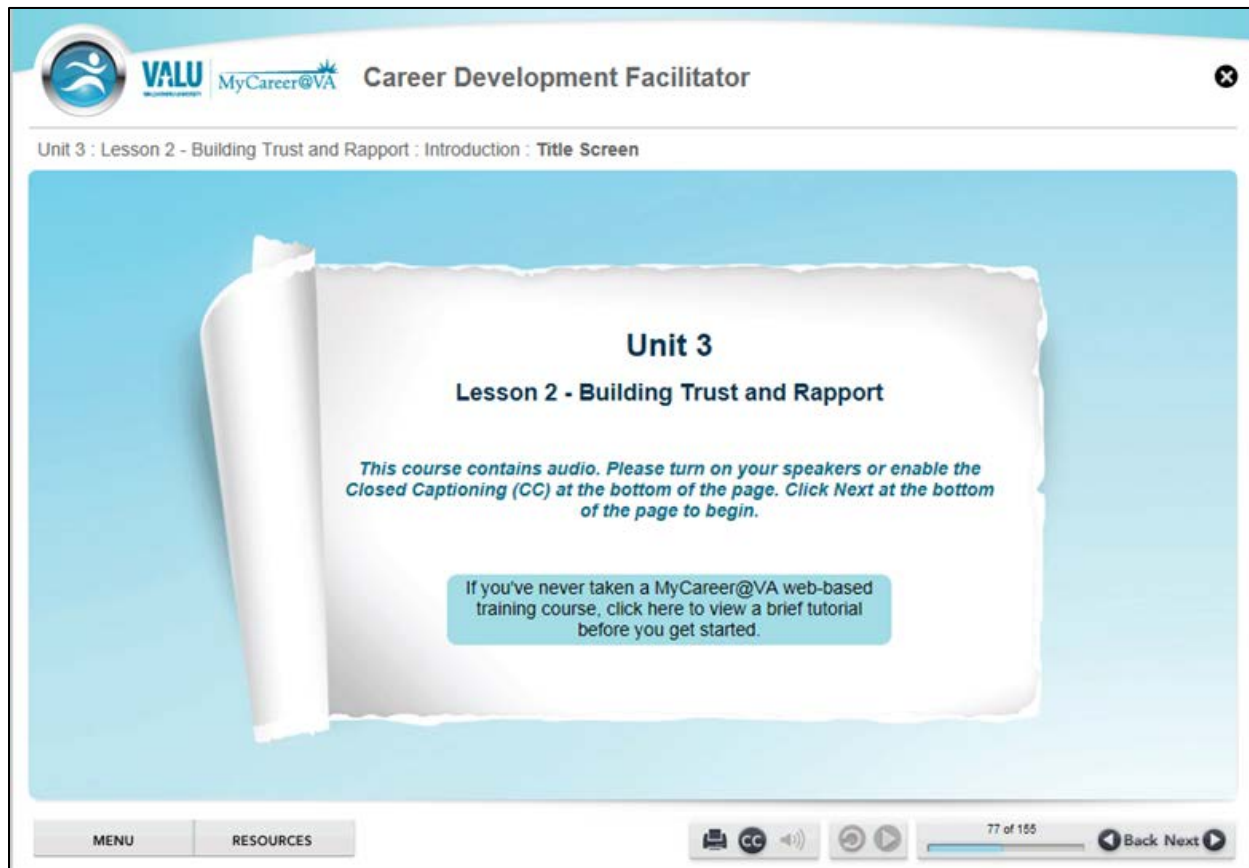 VALU
MyCareer@VA
Career Development Facilitator
Unit 3 : Lesson 2 - Building Trust and Rapport : Introduction : Title Screen
Unit 3
Lesson 2 - Building Trust and Rapport
This course contains audio. Please turn on your speakers or enable the
Closed Captioning (CC) at the bottom of the page. Click Next at the bottom
of the page to begin.
If you've never taken a MyCareer@VA web-based
training course, click here to view a brief tutorial
before you get started.
MENU
RESOURCES
CC
77 of 155
Back Next